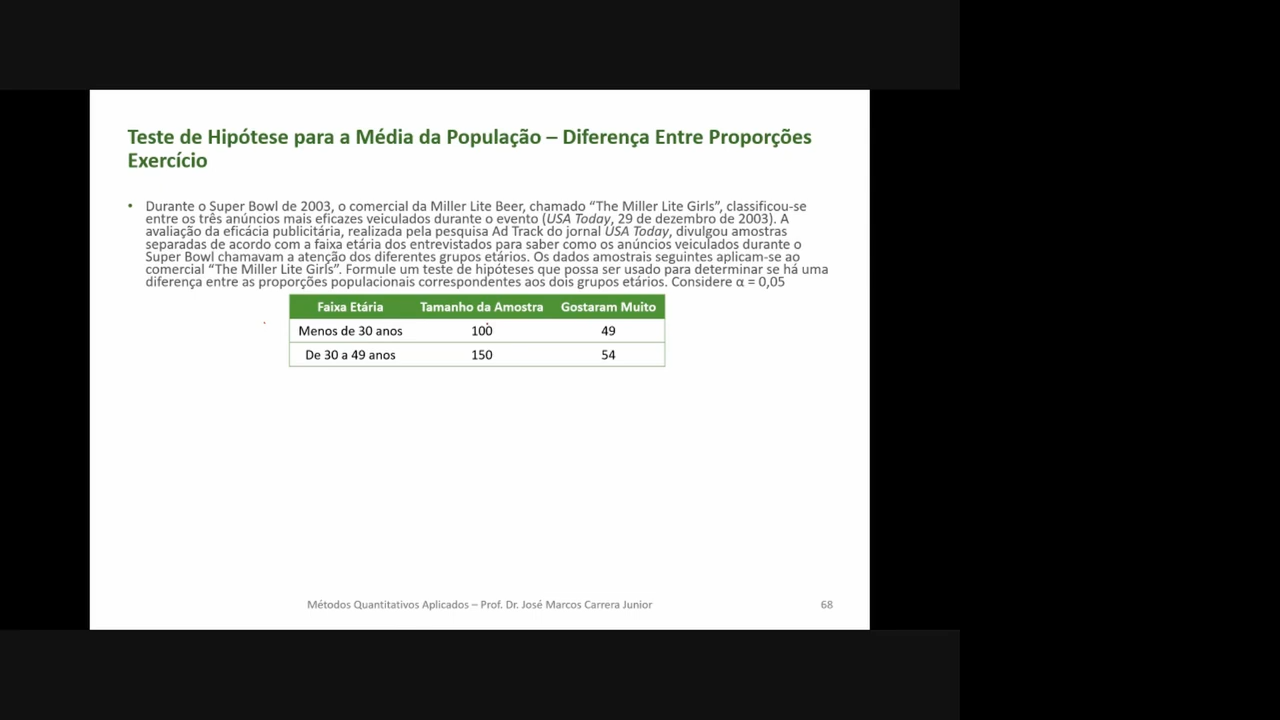 Teste de Hipótese para a Média da População – Diferença Entre Proporções
Exercício
• Durante o Super Bowl de 2003, o comercial da Miller Lite Beer, chamado “The Miller Lite Girls”, classificou-se
entre os três anúncios mais eficazes veiculados durante o evento (USA Today, 29 de dezembro de 2003). A
avaliação da eficácia publicitária, realizada pela pesquisa Ad Track do jornal USA Today, divulgou amostras
separadas de acordo com a faixa etária dos entrevistados para saber como os anúncios veiculados durante o
Super Bowl chamavam a atenção dos diferentes grupos etários. Os dados amostrais seguintes aplicam-se ao
comercial “The Miller Lite Girls”. Formule um teste de hipóteses que possa ser usado para determinar se há uma
diferença entre as proporções populacionais correspondentes aos dois grupos etários. Considere α = 0,05
Faixa Etária Tamanho da Amostra Gostaram Muito
Menos de 30 anos 100 49
De 30 a 49 anos 150 54
Métodos Quantitativos Aplicados – Prof. Dr. José Marcos Carrera Junior 68